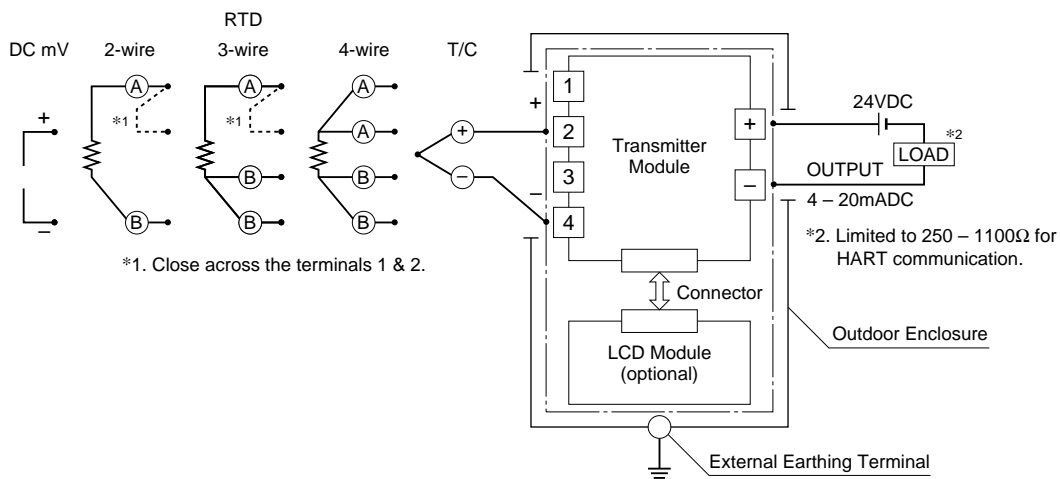 RTD
DC mV 2-wire 3-wire 4-wire T/C
A A A
*1 *1
A
B B
B B B
+
−
+
−
*1. Close across the terminals 1 & 2.
+
−
1
2
3
4
Transmitter
Module
+
−
24VDC
*2
LOAD
OUTPUT
4 – 20mADC
*2. Limited to 250 – 1100Ω for
HART communication.
Connector
LCD Module
(optional)
Outdoor Enclosure
External Earthing Terminal